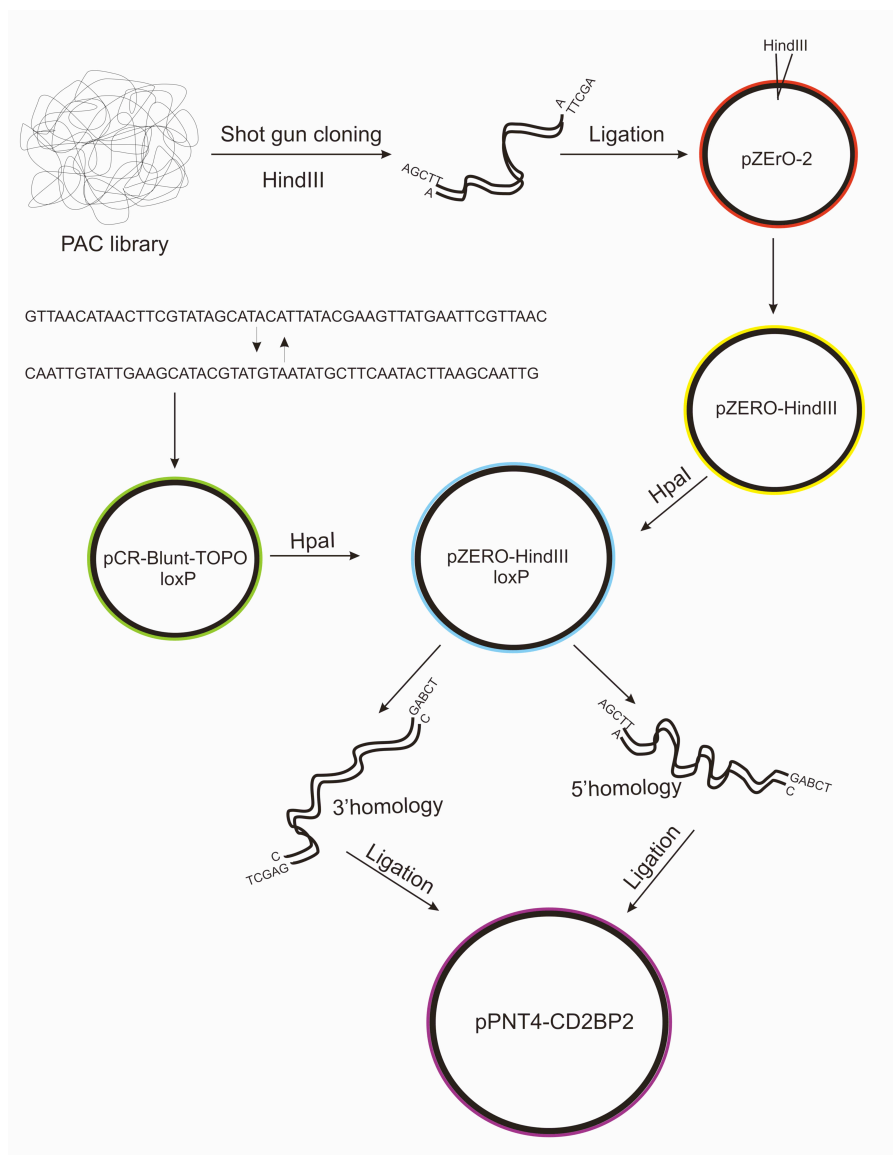 HindIII
A
TTCGA
Shot gun cloning
Ligation
HindIII
pZErO-2
AGCTT
A
PAC library
GTTAACATAACTTCGTATAGCATACATTATACGAAGTTATGAATTCGTTAAC
CAATTGTATTGAAGCATACGTATGTAATATGCTTCAATACTTAAGCAATTG
pZERO-HindIII
HpaI
pCR-Blunt-TOPO
loxP
HpaI
pZERO-HindIII
loxP
GABCT
C
AGCTT
A
3'homology
C
TCGAG
5'homology
GABCT
C
Ligation
Ligation
pPNT4-CD2BP2